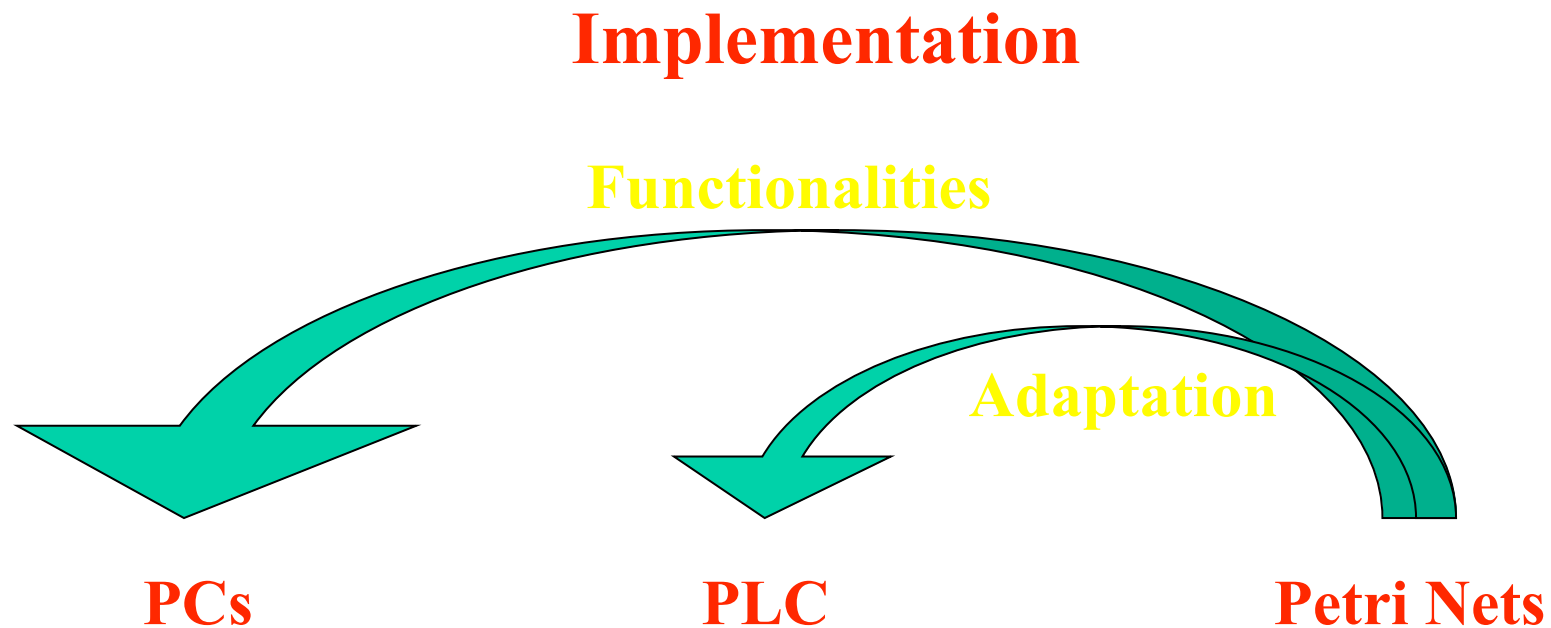 Implementation
Functionalities
Adaptation
PCs PLC Petri Nets